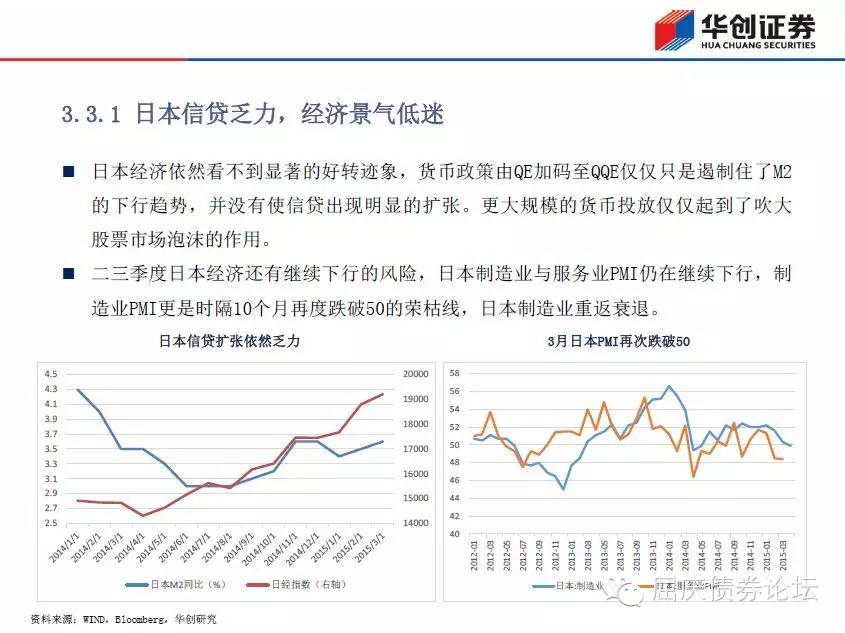 华创证券
HUA CHUANG SECURITIES
3.3.1 日本信贷乏力，经济景气低迷
■ 日本经济依然看不到显著的好转迹象，货币政策由QE加码至QQE仅仅只是遏制住了M2
的下行趋势，并没有使信贷出现明显的扩张。更大规模的货币投放仅仅起到了吹大
股票市场泡沫的作用。
■ 二三季度日本经济还有继续下行的风险，日本制造业与服务业PMI仍在继续下行，制
造业PMI更是时隔10个月再度跌破50的荣枯线，日本制造业重返衰退。
日本信贷扩张依然乏力
4.5 20000
4.3 19000
4.1 18000
3.9
3.7 17000
3.5
3.3 16000
3.1
2.9 15000
2.7
2.5 14000
2014/1/1 2014/2/1 2014/3/1 2014/4/1 2014/5/1 2014/6/1 2014/7/1 2014/8/1 2014/9/1 2014/10/1 2014/11/1 2014/12/1 2015/1/1 2015/2/1 2015/3/1
日本M2同比（%） 日经指数（右轴）
3月日本PMI再次跌破50
58
56
54
52
50
48
46
44
42
40
2012-01 2012-03 2012-05 2012-07 2012-09 2012-11 2013-01 2013-03 2013-05 2013-07 2013-09 2013-11 2014-01 2014-03 2014-05 2014-07 2014-09 2014-11 2015-01 2015-03
日本:制造业 日本:服务业PMI
屈庆债券论坛
资料来源：WIND，Bloomberg，华创研究